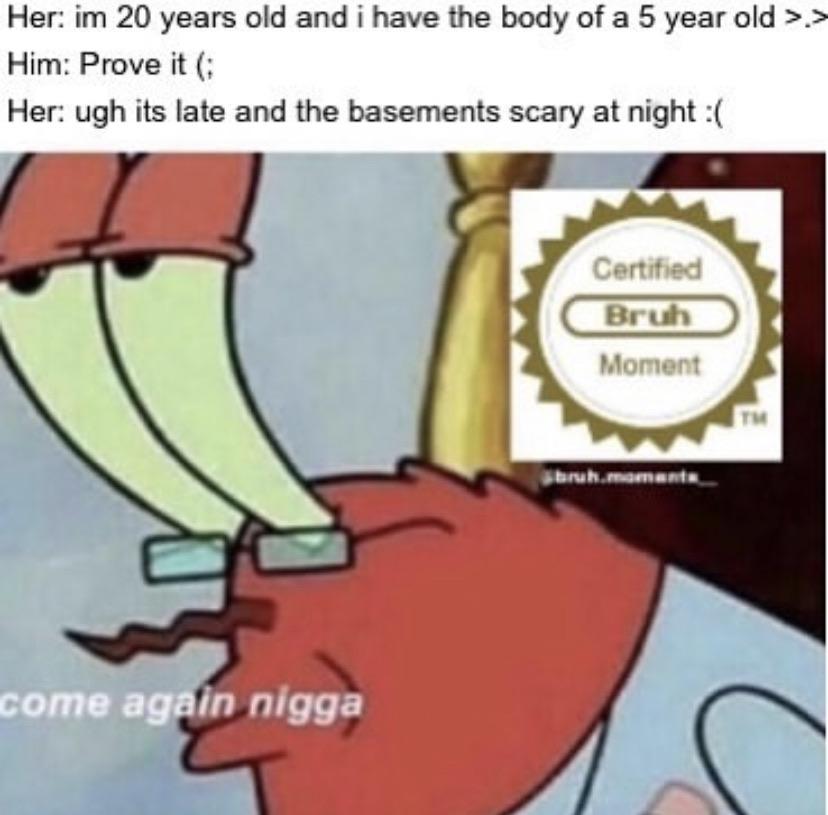 Her: im 20 years old and i have the body of a 5 year old >.>
Him: Prove it (;
Her: ugh its late and the basements scary at night :(
Certified
Bruh
Moment
TM
@bruh.moments__
come again nigga